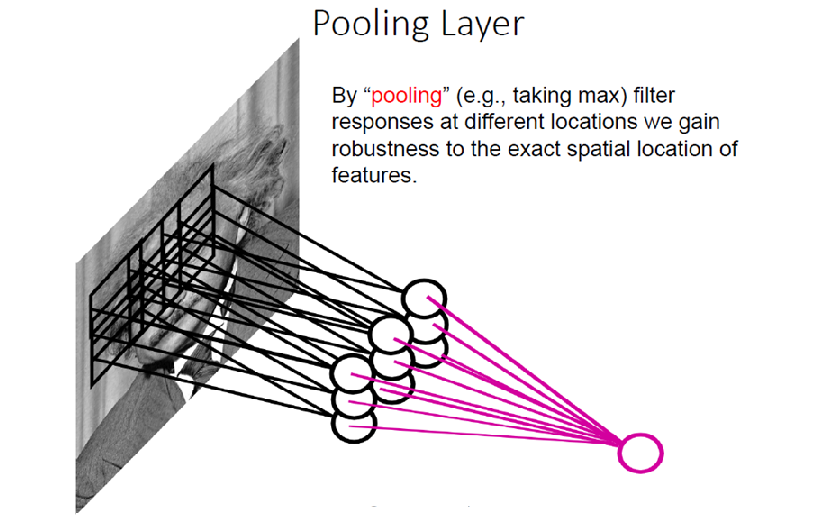 Pooling Layer
By “pooling” (e.g., taking max) filter
responses at different locations we gain
robustness to the exact spatial location of
features.